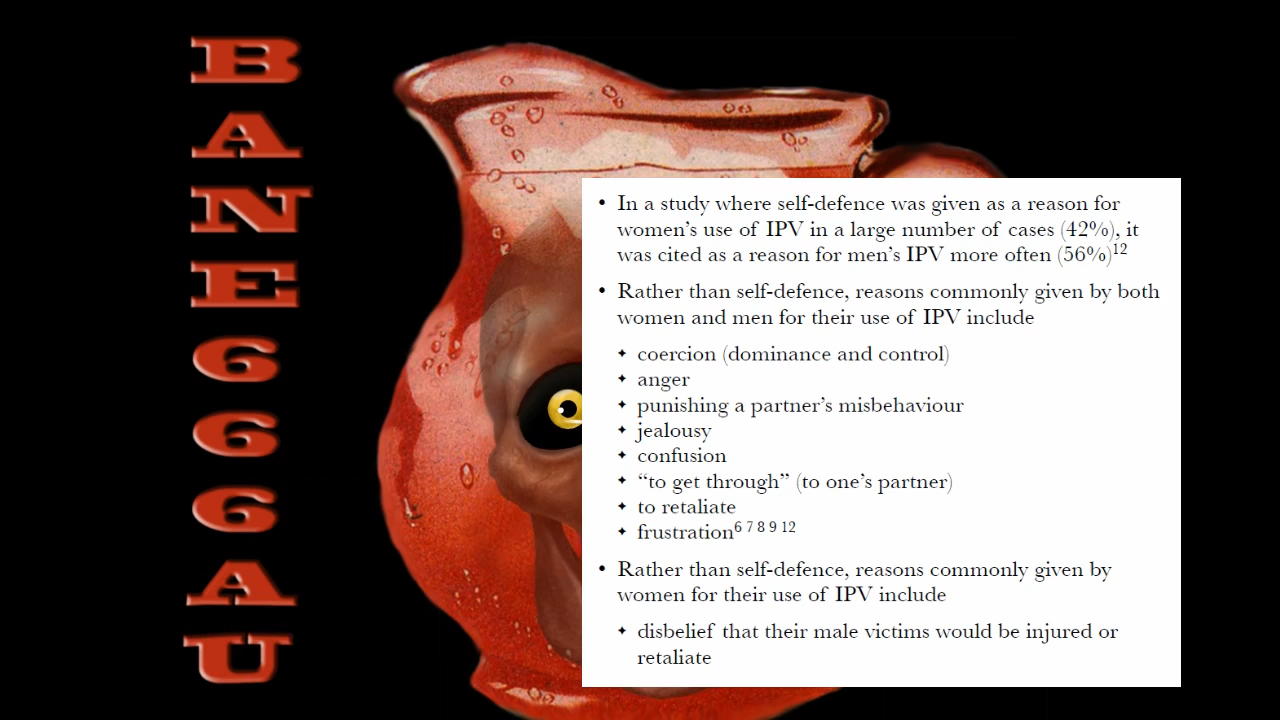 BANE666AU
• In a study where self-defence was given as a reason for
women’s use of IPV in a large number of cases (42%), it
was cited as a reason for men’s IPV more often (56%)12
• Rather than self-defence, reasons commonly given by both
women and men for their use of IPV include
✦ coercion (dominance and control)
✦ anger
✦ punishing a partner’s misbehaviour
✦ jealousy
✦ confusion
✦ “to get through” (to one’s partner)
✦ to retaliate
✦ frustration6 7 8 9 12
• Rather than self-defence, reasons commonly given by
women for their use of IPV include
✦ disbelief that their male victims would be injured or
retaliate